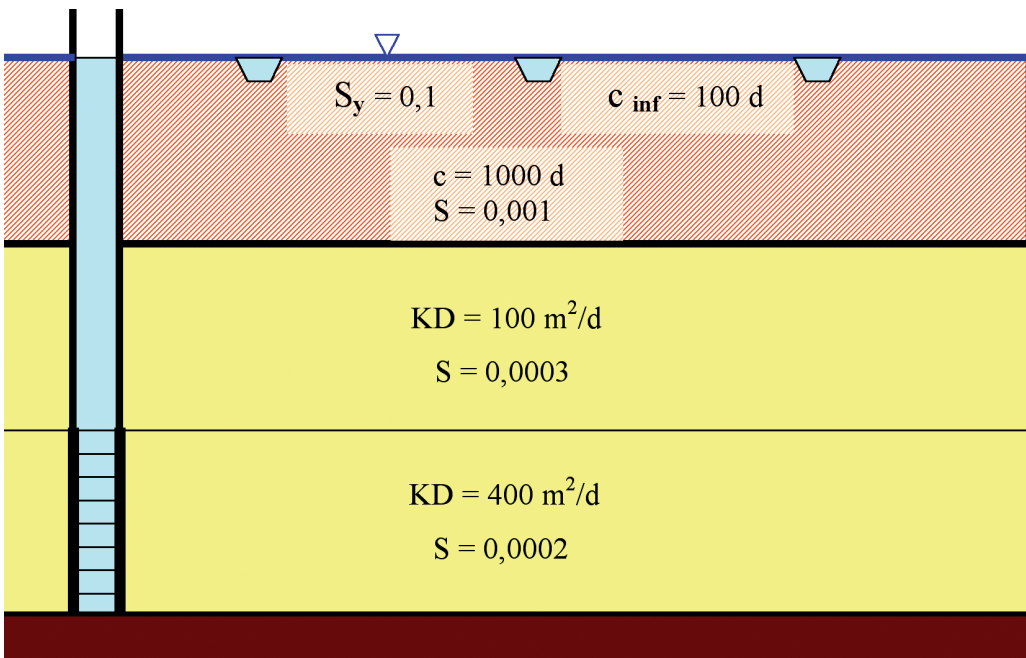 Sy = 0,1
c inf = 100 d
c = 1000 d
S = 0,001
KD = 100 m²/d
S = 0,0003
KD = 400 m²/d
S = 0,0002